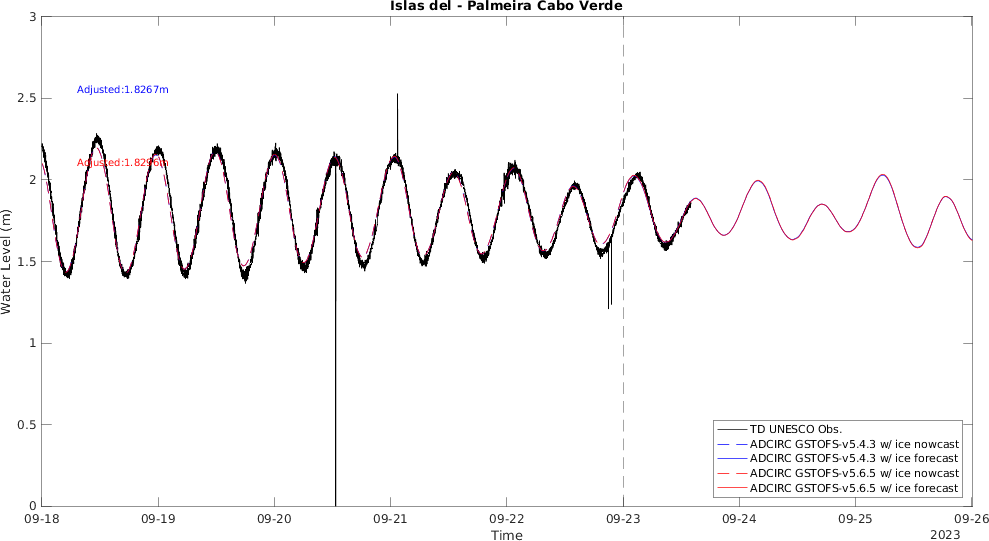 Islas del - Palmeira Cabo Verde
3
2.5
2
1.5
1
0.5
0
Water Level (m)
Adjusted:1.8267m
Adjusted:1.8296m
TD UNESCO Obs.
ADCIRC GSTOFS-v5.4.3 w/ ice nowcast
ADCIRC GSTOFS-v5.4.3 w/ ice forecast
ADCIRC GSTOFS-v5.6.5 w/ ice nowcast
ADCIRC GSTOFS-v5.6.5 w/ ice forecast
09-18 09-19 09-20 09-21 09-22 09-23 09-24 09-25 09-26
Time
2023